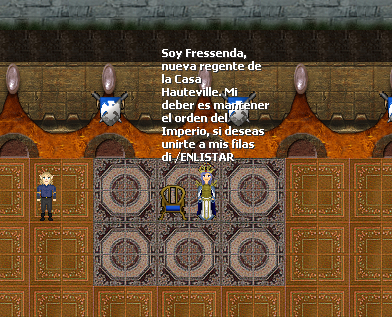 Soy Fressenda,
nueva regente de
la Casa
Hauteville. Mi
deber es mantener
el orden del
Imperio, si deseas
unirte a mis filas
di /ENLISTAR